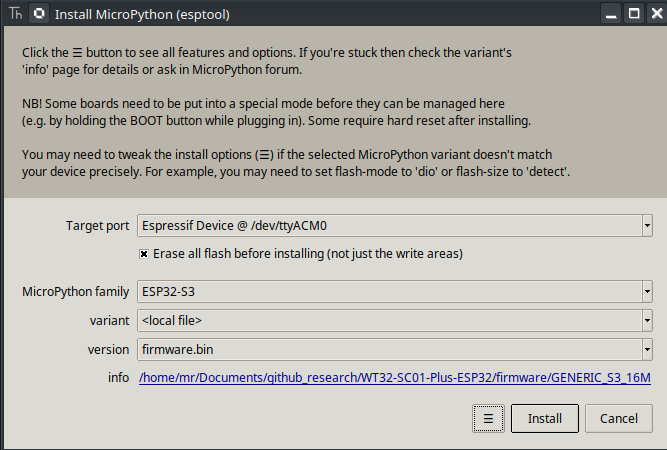 Th Install MicroPython (esptool)
Click the ☰ button to see all features and options. If you're stuck then check the variant's
'info' page for details or ask in MicroPython forum.
NB! Some boards need to be put into a special mode before they can be managed here
(e.g. by holding the BOOT button while plugging in). Some require hard reset after installing.
You may need to tweak the install options (☰) if the selected MicroPython variant doesn't match
your device precisely. For example, you may need to set flash-mode to 'dio' or flash-size to 'detect'.
Target port Espressif Device @ /dev/ttyACM0
Erase all flash before installing (not just the write areas)
MicroPython family ESP32-S3
variant <local file>
version firmware.bin
info /home/mr/Documents/github_research/WT32-SC01-Plus-ESP32/firmware/GENERIC_S3_16M
☰ Install Cancel